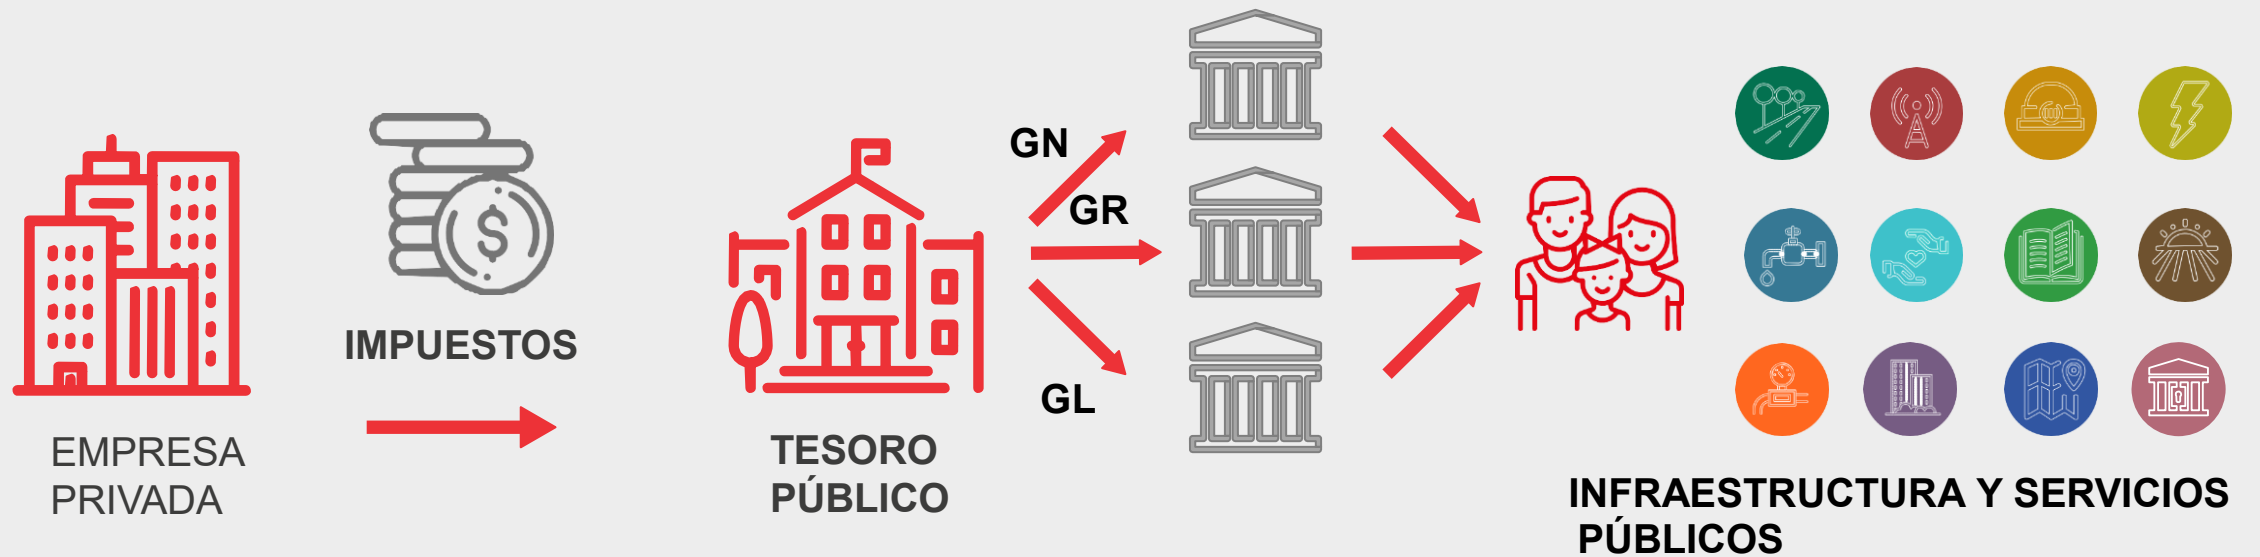 EMPRESA
PRIVADA
$
IMPUESTOS
TESORO
PÚBLICO
GN
GR
GL
INFRAESTRUCTURA Y SERVICIOS
PÚBLICOS